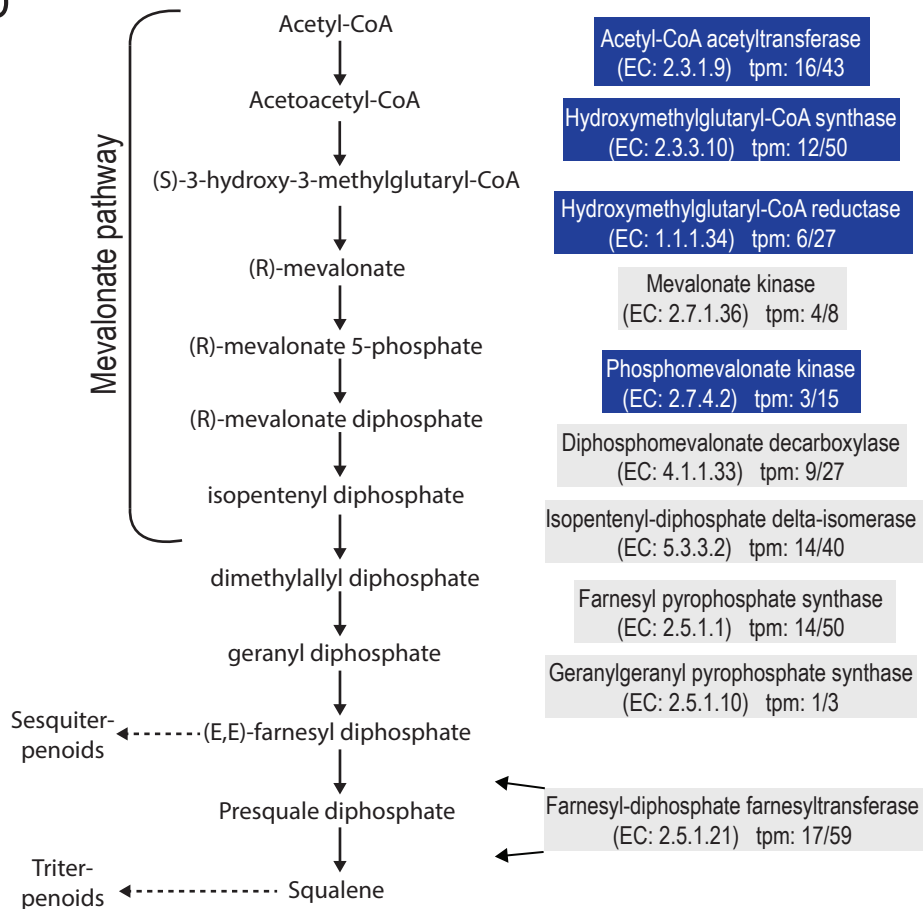 Mevalonate pathway
Acetyl-CoA
Acetoacetyl-CoA
(S)-3-hydroxy-3-methylglutaryl-CoA
(R)-mevalonate
(R)-mevalonate 5-phosphate
(R)-mevalonate diphosphate
isopentenyl diphosphate
dimethylallyl diphosphate
geranyl diphosphate
(E,E)-farnesyl diphosphate
Presquale diphosphate
Squalene
Sesquiter-
penoids
Triter-
penoids
Acetyl-CoA acetyltransferase
(EC: 2.3.1.9) tpm: 16/43
Hydroxymethylglutaryl-CoA synthase
(EC: 2.3.3.10) tpm: 12/50
Hydroxymethylglutaryl-CoA reductase
(EC: 1.1.1.34) tpm: 6/27
Mevalonate kinase
(EC: 2.7.1.36) tpm: 4/8
Phosphomevalonate kinase
(EC: 2.7.4.2) tpm: 3/15
Diphosphomevalonate decarboxylase
(EC: 4.1.1.33) tpm: 9/27
Isopentenyl-diphosphate delta-isomerase
(EC: 5.3.3.2) tpm: 14/40
Farnesyl pyrophosphate synthase
(EC: 2.5.1.1) tpm: 14/50
Geranylgeranyl pyrophosphate synthase
(EC: 2.5.1.10) tpm: 1/3
Farnesyl-diphosphate farnesyltransferase
(EC: 2.5.1.21) tpm: 17/59